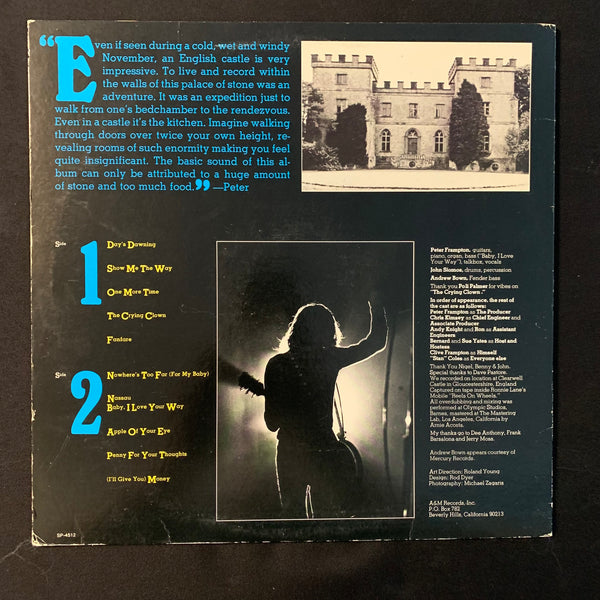 “Even if seen during a cold, wet and windy
November, an English castle is very
impressive. To live and record within
the walls of this palace of stone was an
adventure. It was an expedition just to
walk from one's bedchamber to the rendezvous.
Even in a castle it's the kitchen. Imagine walking
through doors over twice your own height, re-
vealing rooms of such enormity making you feel
quite insignificant. The basic sound of this al-
bum can only be attributed to a huge amount
of stone and too much food.” —Peter
Side 1
Day's Dawning
Show Me The Way
One More Time
The Crying Clown
Fanfare
Side 2
Nowhere's Too Far (For My Baby)
Nassau
Baby, I Love Your Way
Apple Of Your Eye
Penny For Your Thoughts
(I'll Give You) Money
SP-4512
Peter Frampton, guitars,
piano, organ, bass ("Baby, I Love
Your Way"), talkbox, vocals
John Siomos, drums, percussion
Andrew Bown, Fender bass
Thank you Poli Palmer for vibes on
"The Crying Clown."
In order of appearance, the rest of
the cast are as follows:
Peter Frampton as The Producer
Chris Kimsey as Chief Engineer and
Associate Producer
Andy Knight and Ron as Assistant
Engineers
Bernard and Sue Yates as Host and
Hostess
Clive Frampton as Himself
"Stan" Coles as Everyone else
Thank You Nigel, Benny & John.
Special thanks to Dave Pastore.
We recorded on location at Clearwell
Castle in Gloucestershire, England
Captured on tape inside Ronnie Lane's
Mobile "Reels On Wheels."
All overdubbing and mixing was
performed at Olympic Studios,
Barnes, mastered at The Mastering
Lab, Los Angeles, California by
Arnie Acosta.
My thanks go to Dee Anthony, Frank
Barsalona and Jerry Moss.
Andrew Bown appears courtesy of
Mercury Records.
Art Direction: Roland Young
Design: Rod Dyer
Photography: Michael Zagaris
A&M Records, Inc.
P.O. Box 782
Beverly Hills, California 90213